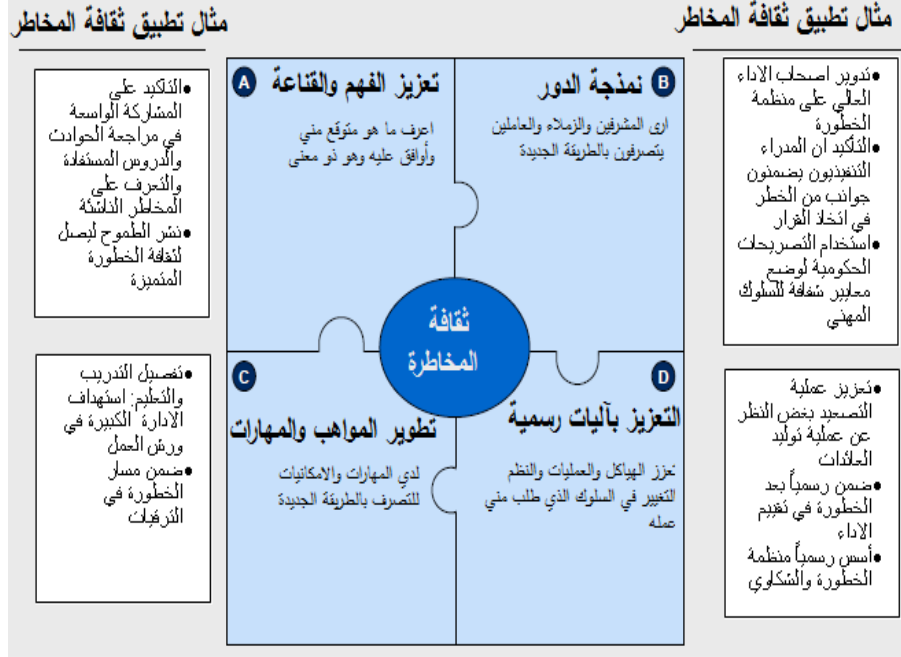 مثال تطبيق ثقافة المخاطر
مثال تطبيق ثقافة المخاطر
•تدوير اصحاب الاداء
العالي على منظمة
الخطورة
•التأكيد أن المدراء
التنفيذيون يضمنون
جوانب من الخطر
في اتخاذ القرار
•استخدام التصريحات
الحكومية لوضع
معايير شفافة للسلوك
المهني
B نمذجة الدور
ارى المشرفين والزملاء والعاملين
يتصرفون بالطريقة الجديدة
تعزيز الفهم والقناعة A
اعرف ما هو متوقع مني
وأوافق عليه وهو ذو معنى
•التأكيد على
المشاركة الواسعة
في مراجعة الحوادث
والدروس المستفادة
والتعرف على
المخاطر الناشئة
•نشر الطموح ليصل
لثقافة الخطورة
المتميزة
ثقافة
المخاطرة
•تعزيز عملية
التصعيد بغض النظر
عن عملية توليد
العائدات
•ضمن رسمياً بعد
الخطورة في تقييم
الاداء
•أسس رسمياً منظمة
الخطورة والشكاوي
D
التعزيز بآليات رسمية
تعزز الهياكل والعمليات والنظم
التغيير في السلوك الذي طلب مني
عمله
C
تطوير المواهب والمهارات
لدي المهارات والامكانيات
للتصرف بالطريقة الجديدة
•تفصيل التدريب
والتعليم: استهداف
الادارة الكبيرة في
ورش العمل
•ضمن مسار
الخطورة في
الترقيات